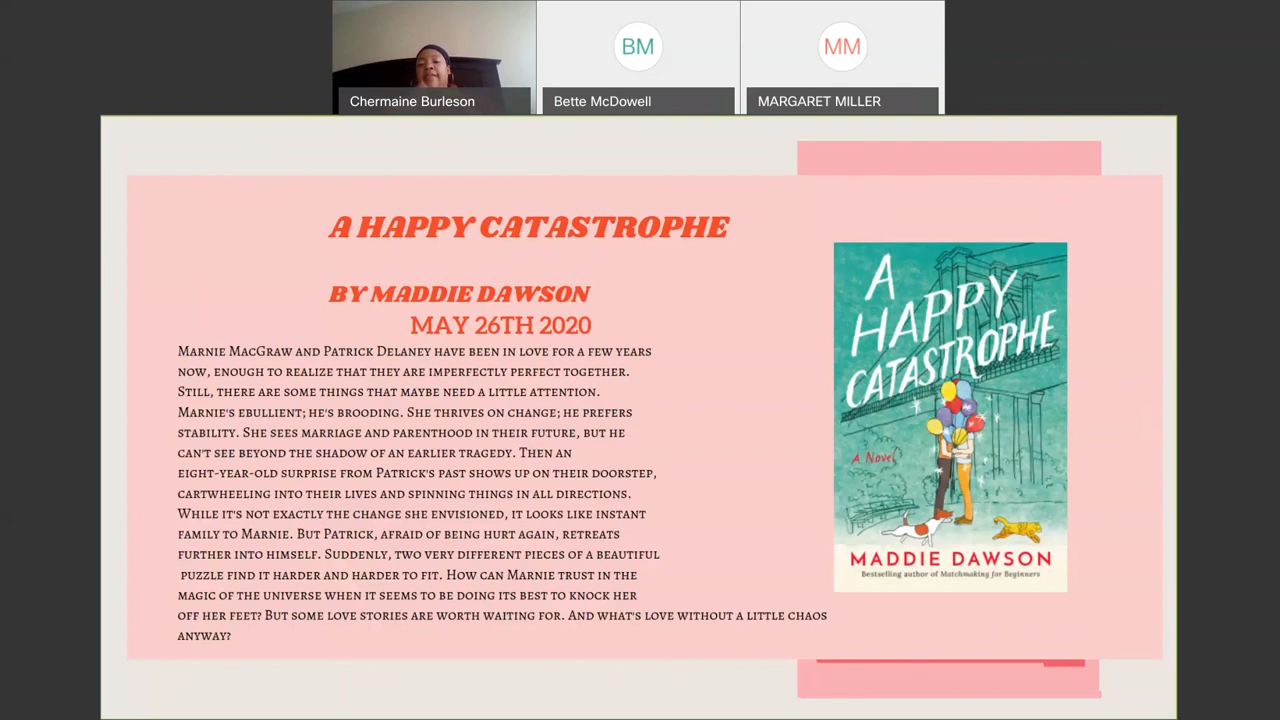 Chermaine Burleson
BM
Bette McDowell
MM
MARGARET MILLER
A HAPPY CATASTROPHE
BY MADDIE DAWSON
MAY 26TH 2020
MARNIE MACGRAW AND PATRICK DELANEY HAVE BEEN IN LOVE FOR A FEW YEARS
NOW, ENOUGH TO REALIZE THAT THEY ARE IMPERFECTLY PERFECT TOGETHER.
STILL, THERE ARE SOME THINGS THAT MAYBE NEED A LITTLE ATTENTION.
MARNIE'S EBULLIENT; HE'S BROODING. SHE THRIVES ON CHANGE; HE PREFERS
STABILITY. SHE SEES MARRIAGE AND PARENTHOOD IN THEIR FUTURE, BUT HE
CAN'T SEE BEYOND THE SHADOW OF AN EARLIER TRAGEDY. THEN AN
EIGHT-YEAR-OLD SURPRISE FROM PATRICK'S PAST SHOWS UP ON THEIR DOORSTEP,
CARTWHEELING INTO THEIR LIVES AND SPINNING THINGS IN ALL DIRECTIONS.
WHILE IT'S NOT EXACTLY THE CHANGE SHE ENVISIONED, IT LOOKS LIKE INSTANT
FAMILY TO MARNIE. BUT PATRICK, AFRAID OF BEING HURT AGAIN, RETREATS
FURTHER INTO HIMSELF. SUDDENLY, TWO VERY DIFFERENT PIECES OF A BEAUTIFUL
PUZZLE FIND IT HARDER AND HARDER TO FIT. HOW CAN MARNIE TRUST IN THE
MAGIC OF THE UNIVERSE WHEN IT SEEMS TO BE DOING ITS BEST TO KNOCK HER
OFF HER FEET? BUT SOME LOVE STORIES ARE WORTH WAITING FOR. AND WHAT'S LOVE WITHOUT A LITTLE CHAOS
ANYWAY?
A
HAPPY
CATASTROPHE
A Novel
MADDIE DAWSON
Bestselling author of Matchmaking for Beginners